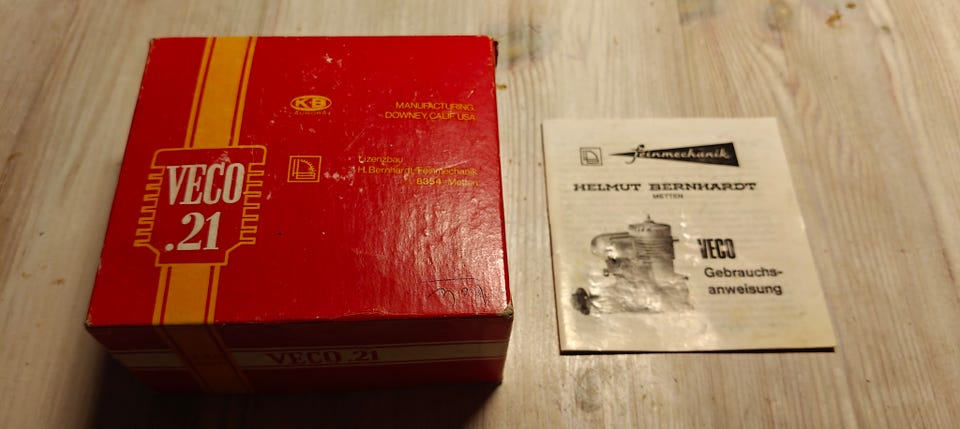 K&B
AURORA
MANUFACTURING.
DOWNEY, CALIF. USA
VECO
.21
Lizenzbau
H. Bernhardt, Feinmechanik
8354 Metten
VECO .21
feinmechanik
HELMUT BERNHARDT
METTEN
VECO
Gebrauchs-
anweisung